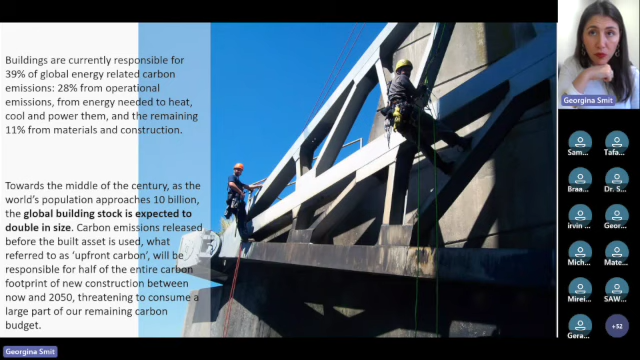 Buildings are currently responsible for
39% of global energy related carbon
emissions: 28% from operational
emissions, from energy needed to heat,
cool and power them, and the remaining
11% from materials and construction.
Towards the middle of the century, as the
world's population approaches 10 billion,
the global building stock is expected to
double in size. Carbon emissions released
before the built asset is used, what
referred to as 'upfront carbon', will be
responsible for half of the entire carbon
footprint of new construction between
now and 2050, threatening to consume a
large part of our remaining carbon
budget.
Georgina Smit
Georgina Smit
Sam... Tafa...
Braa... Dr. S...
irvin ... Geor...
Mich... Mate...
Mirei... SAW...
Gera... +52